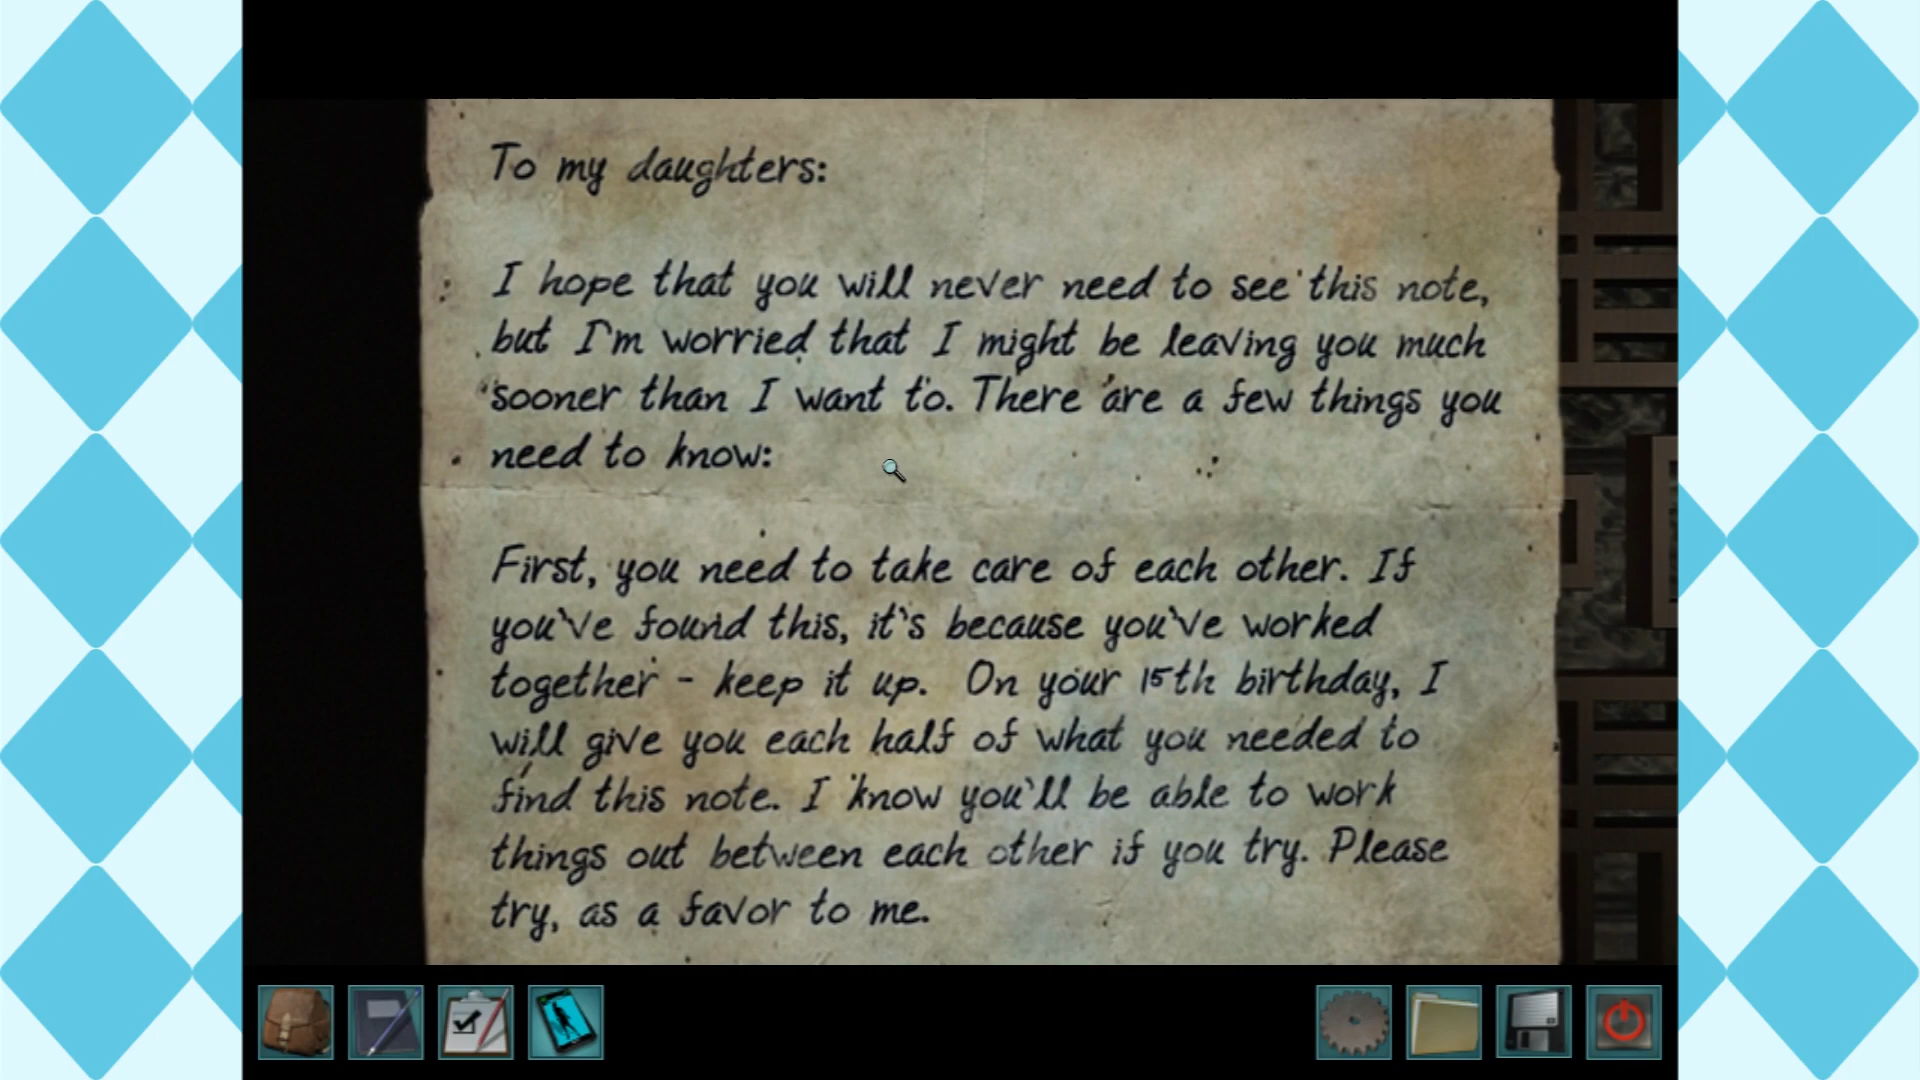 To my daughters:
I hope that you will never need to see this note,
but I'm worried that I might be leaving you much
sooner than I want to. There are a few things you
need to know:
First, you need to take care of each other. If
you've found this, it's because you've worked
together - keep it up. On your 15th birthday, I
will give you each half of what you needed to
find this note. I know you'll be able to work
things out between each other if you try. Please
try, as a favor to me.